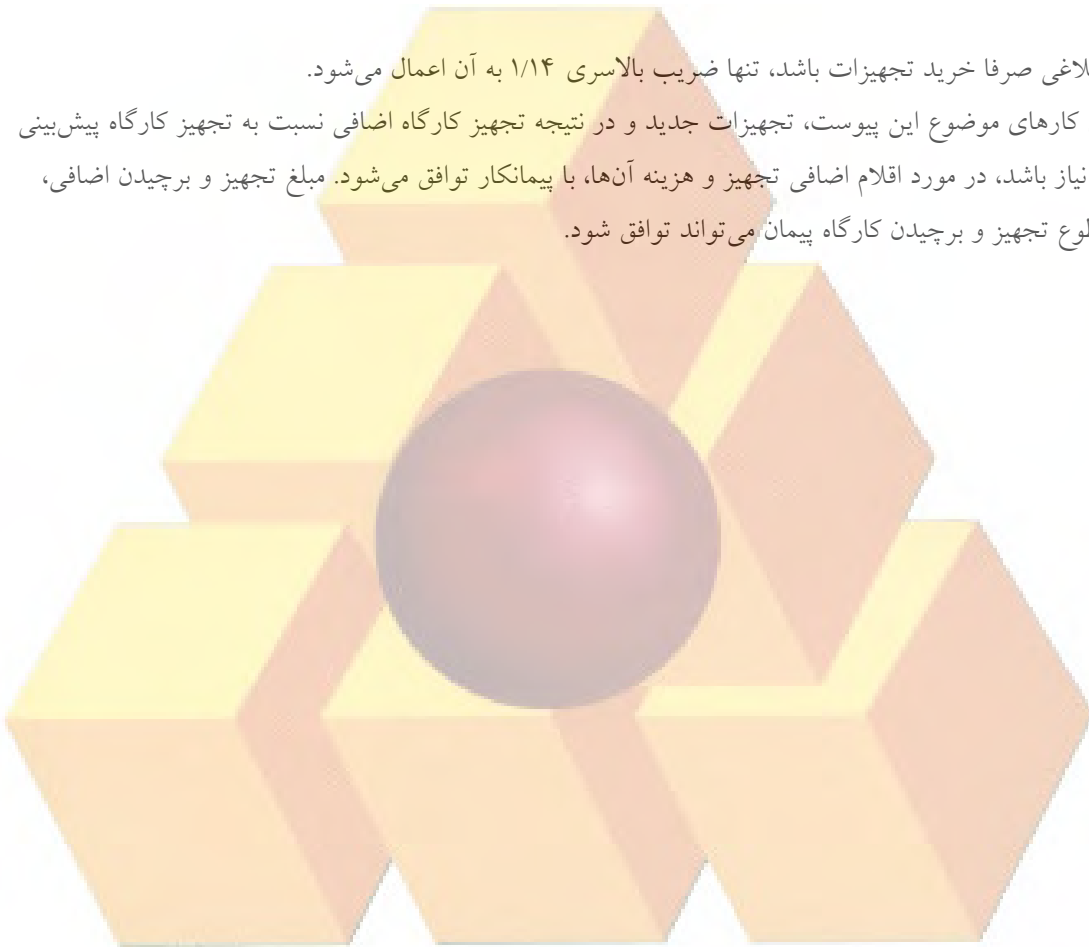 لاغی صرفا خرید تجهیزات باشد، تنها ضریب بالاسری ۱/۱۴ به آن اعمال می‌شود.
کارهای موضوع این پیوست، تجهیزات جدید و در نتیجه تجهیز کارگاه اضافی نسبت به تجهیز کارگاه پیش‌بینی
نیاز باشد، در مورد اقلام اضافی تجهیز و هزینه آن‌ها، با پیمانکار توافق می‌شود. مبلغ تجهیز و برچیدن اضافی،
طوع تجهیز و برچیدن کارگاه پیمان می‌تواند توافق شود.